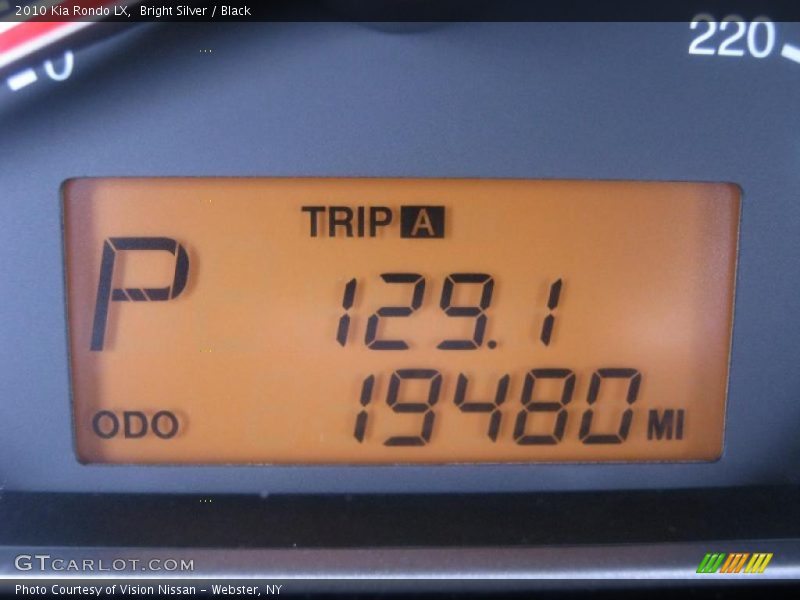 2010 Kia Rondo LX, Bright Silver / Black
0 220
TRIP A
P
129.1
ODO 19480 MI
GTCARLOT.COM
Photo Courtesy of Vision Nissan - Webster, NY